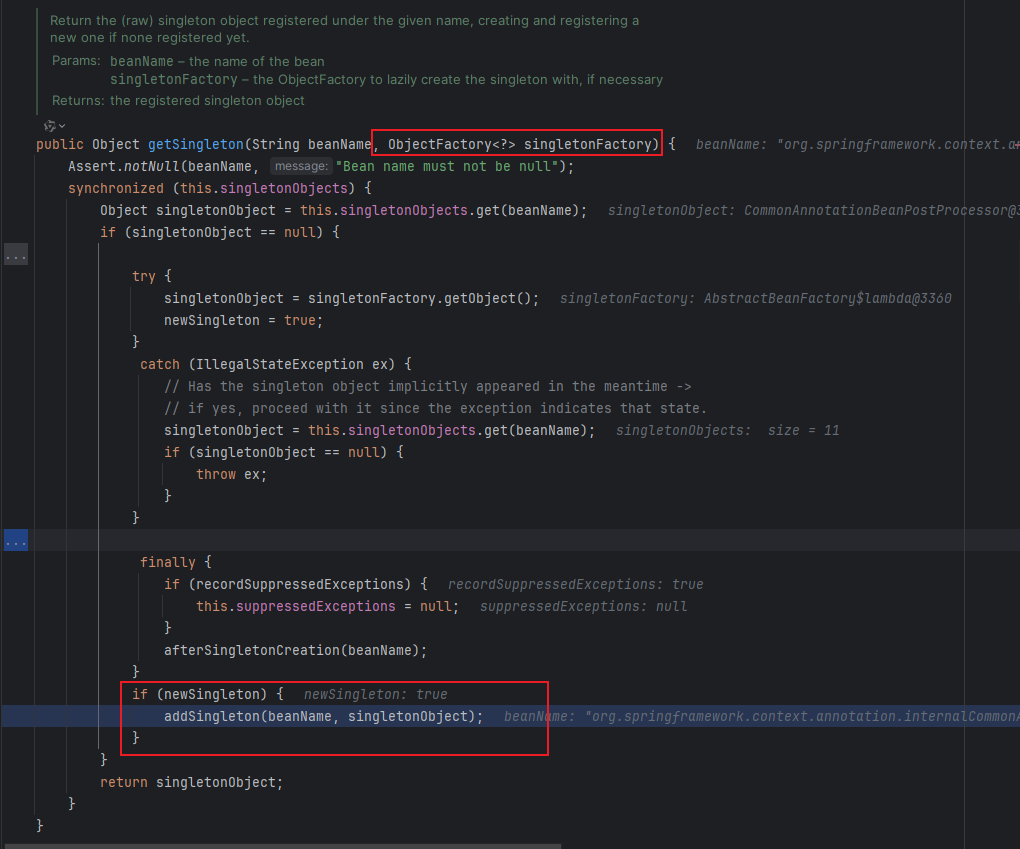 Return the (raw) singleton object registered under the given name, creating and registering a
new one if none registered yet.
Params: beanName – the name of the bean
singletonFactory – the ObjectFactory to lazily create the singleton with, if necessary
Returns: the registered singleton object
public Object getSingleton(String beanName, ObjectFactory<?> singletonFactory) { beanName: "org.springframework.context.an
Assert.notNull(beanName, message: "Bean name must not be null");
synchronized (this.singletonObjects) {
Object singletonObject = this.singletonObjects.get(beanName); singletonObject: CommonAnnotationBeanPostProcessor@3
if (singletonObject == null) {
...
try {
singletonObject = singletonFactory.getObject(); singletonFactory: AbstractBeanFactory$lambda@3360
newSingleton = true;
}
catch (IllegalStateException ex) {
// Has the singleton object implicitly appeared in the meantime ->
// if yes, proceed with it since the exception indicates that state.
singletonObject = this.singletonObjects.get(beanName); singletonObjects: size = 11
if (singletonObject == null) {
throw ex;
}
}
...
finally {
if (recordSuppressedExceptions) { recordSuppressedExceptions: true
this.suppressedExceptions = null; suppressedExceptions: null
}
afterSingletonCreation(beanName);
}
if (newSingleton) { newSingleton: true
addSingleton(beanName, singletonObject); beanName: "org.springframework.context.annotation.internalCommonA
}
}
return singletonObject;
}
}